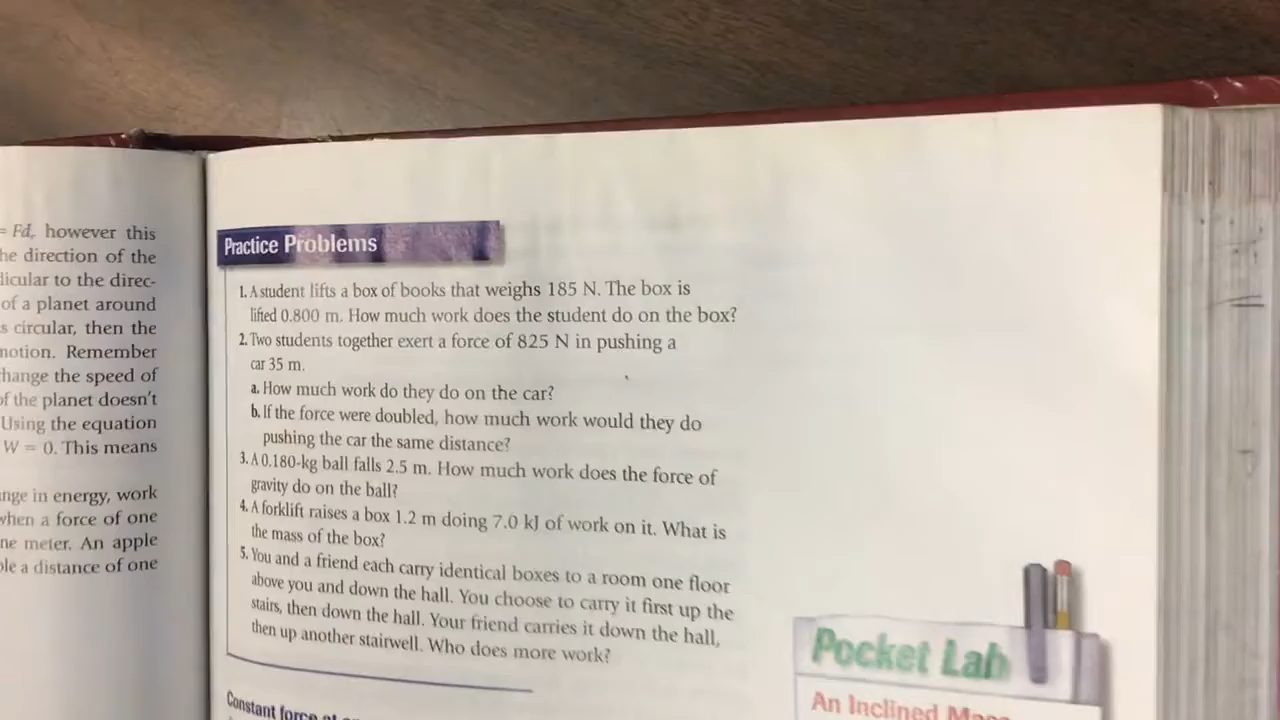 = Fd, however this
he direction of the
dicular to the direc-
of a planet around
s circular, then the
notion. Remember
hange the speed of
of the planet doesn't
Using the equation
W = 0. This means
nge in energy, work
when a force of one
ne meter. An apple
ole a distance of one
Practice Problems
1. A student lifts a box of books that weighs 185 N. The box is
lifted 0.800 m. How much work does the student do on the box?
2. Two students together exert a force of 825 N in pushing a
car 35 m.
a. How much work do they do on the car?
b. If the force were doubled, how much work would they do
pushing the car the same distance?
3. A 0.180-kg ball falls 2.5 m. How much work does the force of
gravity do on the ball?
4. A forklift raises a box 1.2 m doing 7.0 kJ of work on it. What is
the mass of the box?
5. You and a friend each carry identical boxes to a room one floor
above you and down the hall. You choose to carry it first up the
stairs, then down the hall. Your friend carries it down the hall,
then up another stairwell. Who does more work?
Constant force
Pocket Lab
An Inclined